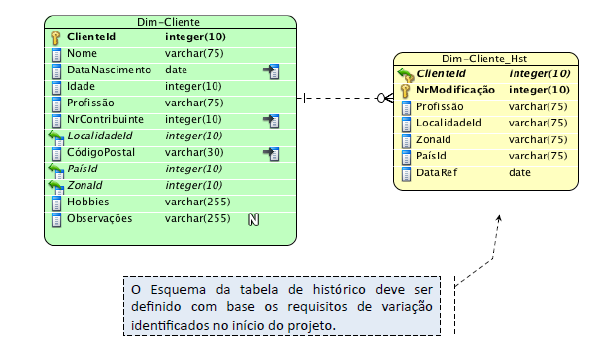 Dim-Cliente
ClienteId integer(10)
Nome varchar(75)
DataNascimento date
Idade integer(10)
Profissão varchar(75)
NrContribuinte integer(10)
LocalidadeId integer(10)
CódigoPostal varchar(30)
PaísId integer(10)
ZonaId integer(10)
Hobbies varchar(255)
Observações varchar(255) N
Dim-Cliente_Hst
ClienteId integer(10)
NrModificação integer(10)
Profissão varchar(75)
LocalidadeId varchar(75)
ZonaId varchar(75)
PaísId varchar(75)
DataRef date
O Esquema da tabela de histórico deve ser
definido com base os requisitos de variação
identificados no início do projeto.